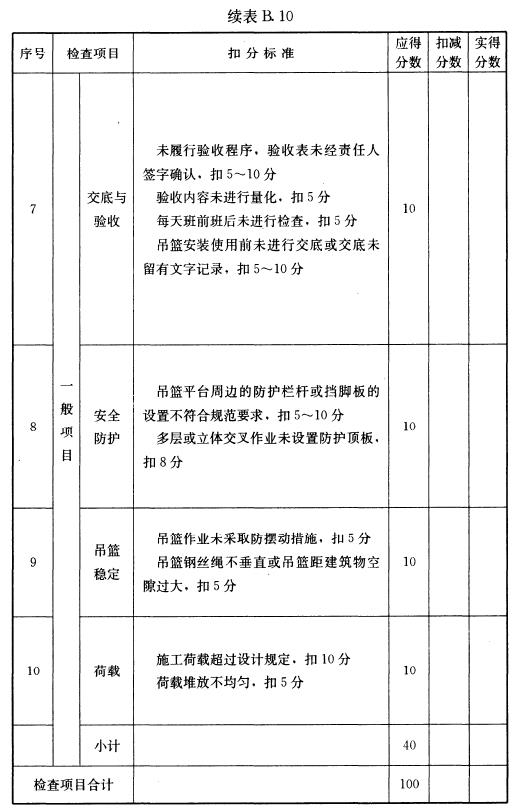 续表 B.10
序号 检查项目 扣分标准 应得分数 扣减分数 实得分数
一般项目
7 交底与验收 10
未履行验收程序，验收表未经责任人
签字确认，扣 5～10 分
验收内容未进行量化，扣 5 分
每天班前班后未进行检查，扣 5 分
吊篮安装使用前未进行交底或交底未
留有文字记录，扣 5～10 分
8 安全防护 10
吊篮平台周边的防护栏杆或挡脚板的
设置不符合规范要求，扣 5～10 分
多层或立体交叉作业未设置防护顶板，
扣 8 分
9 吊篮稳定 10
吊篮作业未采取防摆动措施，扣 5 分
吊篮钢丝绳不垂直或吊篮距建筑物空
隙过大，扣 5 分
10 荷载 10
施工荷载超过设计规定，扣 10 分
荷载堆放不均匀，扣 5 分
小计 40
检查项目合计 100